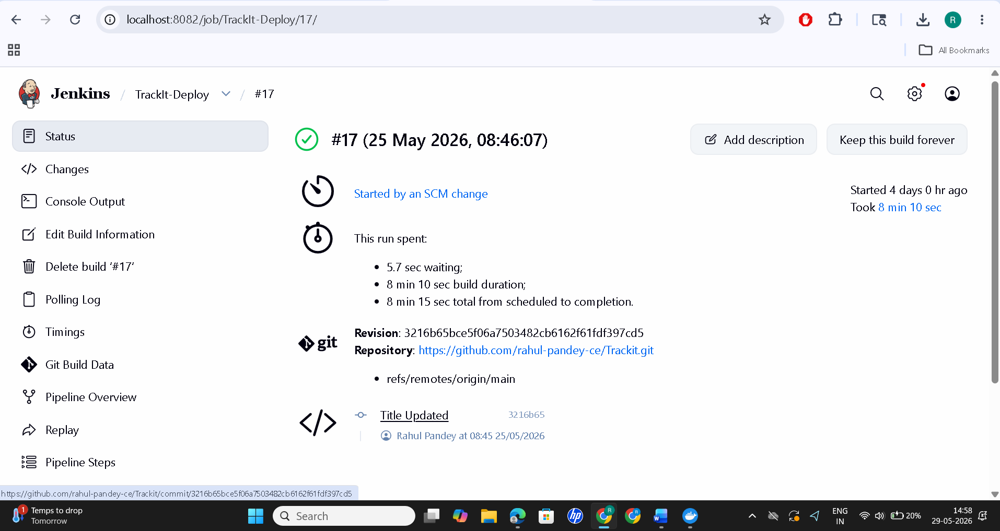 localhost:8082/job/TrackIt-Deploy/17/
R
All Bookmarks
Jenkins / TrackIt-Deploy / #17
Status
Changes
Console Output
Edit Build Information
Delete build ‘#17’
Polling Log
Timings
Git Build Data
Pipeline Overview
Replay
Pipeline Steps
#17 (25 May 2026, 08:46:07)
Add description
Keep this build forever
Started by an SCM change
Started 4 days 0 hr ago
Took 8 min 10 sec
This run spent:
• 5.7 sec waiting;
• 8 min 10 sec build duration;
• 8 min 15 sec total from scheduled to completion.
git
Revision: 3216b65bce5f06a7503482cb6162f61fdf397cd5
Repository: https://github.com/rahul-pandey-ce/Trackit.git
• refs/remotes/origin/main
Title Updated 3216b65
Rahul Pandey at 08:45 25/05/2026
https://github.com/rahul-pandey-ce/Trackit/commit/3216b65bce5f06a7503482cb6162f61fdf397cd5
1
Temps to drop
Tomorrow
Search
hp
R
R
W
ENG
IN
20%
14:58
29-05-2026